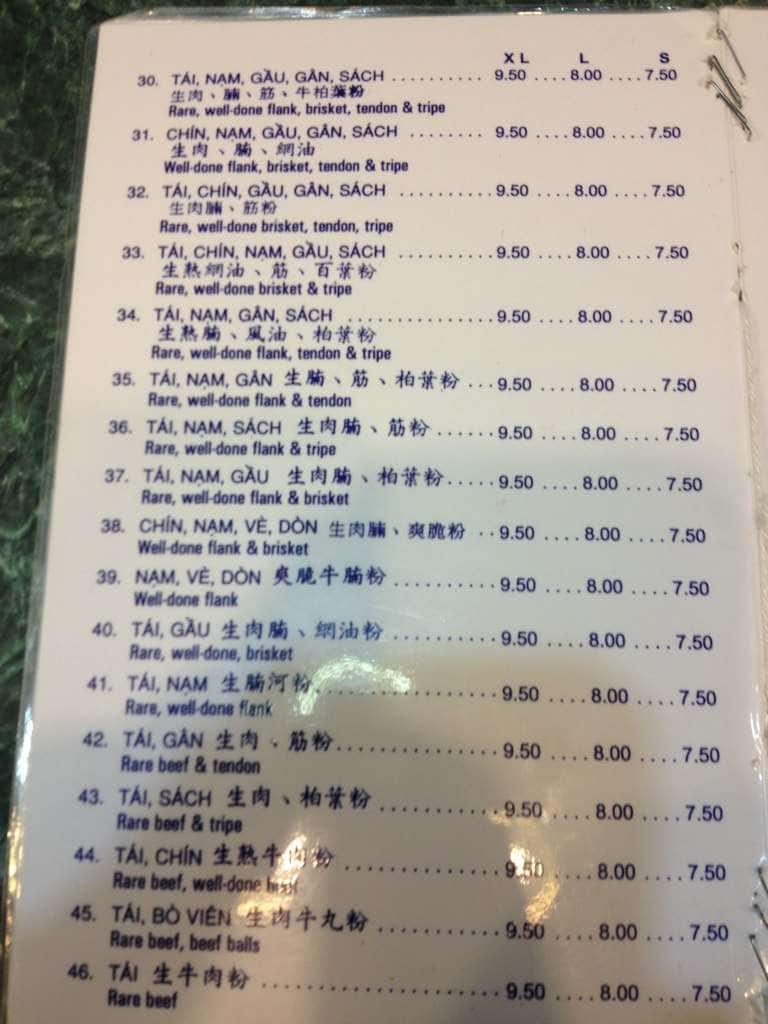 XL L S
30. TÁI, NẠM, GẦU, GÂN, SÁCH .......... 9.50 .... 8.00 .... 7.50
生肉、腩、筋、牛柏葉粉
Rare, well-done flank, brisket, tendon & tripe
31. CHÍN, NẠM, GẦU, GÂN, SÁCH ........ 9.50 .... 8.00 .... 7.50
生肉、腩、網油
Well-done flank, brisket, tendon & tripe
32. TÁI, CHÍN, GẦU, GÂN, SÁCH .......... 9.50 .... 8.00 .... 7.50
生肉腩、筋粉
Rare, well-done brisket, tendon, tripe
33. TÁI, CHÍN, NẠM, GẦU, SÁCH .......... 9.50 .... 8.00 .... 7.50
生熟網油、筋、百葉粉
Rare, well-done brisket & tripe
34. TÁI, NẠM, GÂN, SÁCH ............... 9.50 .... 8.00 .... 7.50
生熟腩、風油、柏葉粉
Rare, well-done flank, tendon & tripe
35. TÁI, NẠM, GÂN 生腩、筋、柏葉粉 ... 9.50 .... 8.00 .... 7.50
Rare, well-done flank & tendon
36. TÁI, NẠM, SÁCH 生肉腩、筋粉 ...... 9.50 .... 8.00 .... 7.50
Rare, well-done flank & tripe
37. TÁI, NẠM, GẦU 生肉腩、柏葉粉 ..... 9.50 .... 8.00 .... 7.50
Rare, well-done flank & brisket
38. CHÍN, NẠM, VÈ, DÒN 生肉腩、爽脆粉 .. 9.50 .... 8.00 .... 7.50
Well-done flank & brisket
39. NẠM, VÈ, DÒN 爽脆牛腩粉 .......... 9.50 .... 8.00 .... 7.50
Well-done flank
40. TÁI, GẦU 生肉腩、網油粉 ........... 9.50 .... 8.00 .... 7.50
Rare, well-done, brisket
41. TÁI, NẠM 生腩河粉 ................. 9.50 .... 8.00 .... 7.50
Rare, well-done flank
42. TÁI, GÂN 生肉、筋粉 ............... 9.50 .... 8.00 .... 7.50
Rare beef & tendon
43. TÁI, SÁCH 生肉、柏葉粉 ............ 9.50 .... 8.00 .... 7.50
Rare beef & tripe
44. TÁI, CHÍN 生熟牛肉粉 ............... 9.50 .... 8.00 .... 7.50
Rare beef, well-done beef
45. TÁI, BÒ VIÊN 生肉牛丸粉 ............ 9.50 .... 8.00 .... 7.50
Rare beef, beef balls
46. TÁI 生牛肉粉 ....................... 9.50 .... 8.00 .... 7.50
Rare beef